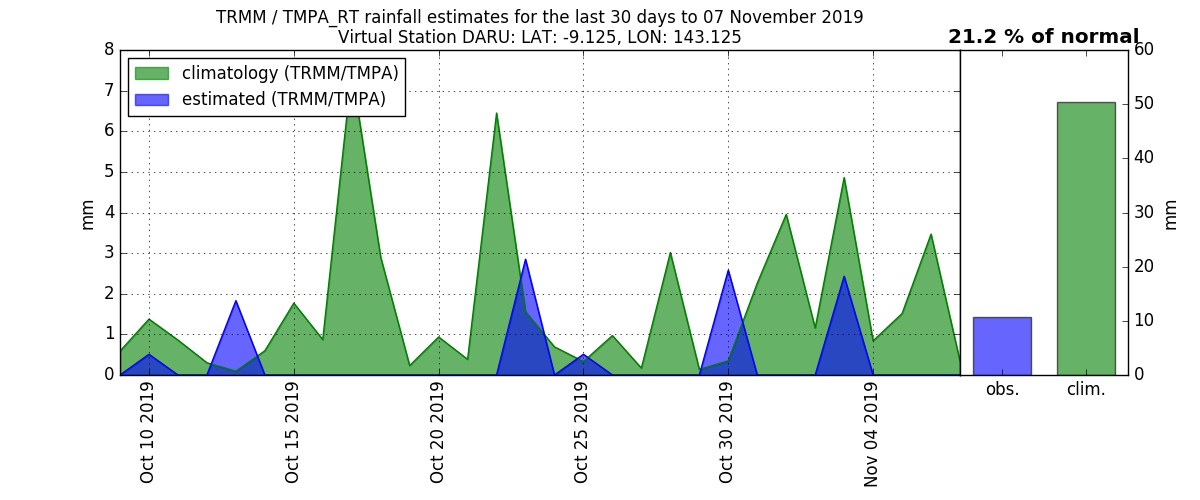 TRMM / TMPA_RT rainfall estimates for the last 30 days to 07 November 2019
Virtual Station DARU: LAT: -9.125, LON: 143.125
21.2 % of normal
climatology (TRMM/TMPA)
estimated (TRMM/TMPA)
8
7
6
5
4
3
2
1
0
mm
60
50
40
30
20
10
0
mm
Oct 10 2019
Oct 15 2019
Oct 20 2019
Oct 25 2019
Oct 30 2019
Nov 04 2019
obs.
clim.